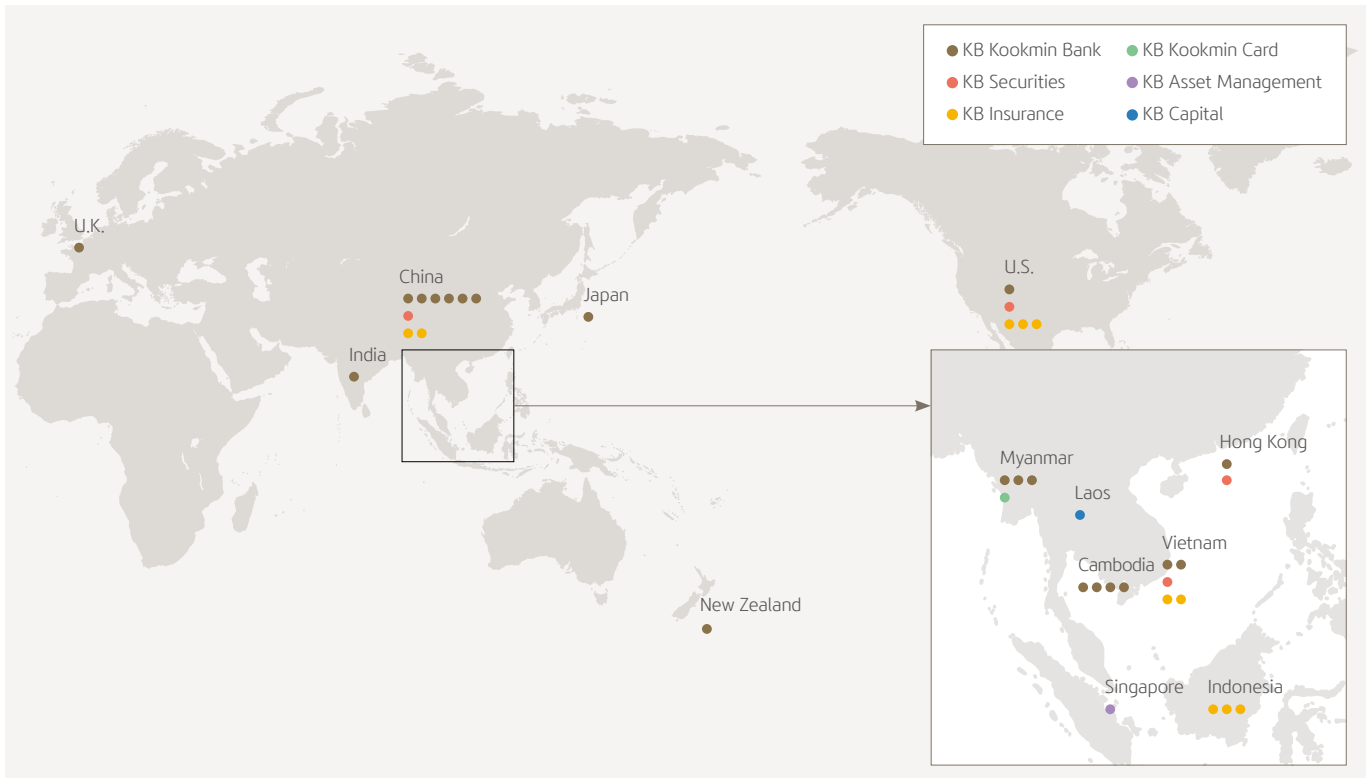 KB Kookmin Bank
KB Kookmin Card
KB Securities
KB Asset Management
KB Insurance
KB Capital
U.K.
China
Japan
India
U.S.
New Zealand
Hong Kong
Myanmar
Laos
Vietnam
Cambodia
Singapore
Indonesia